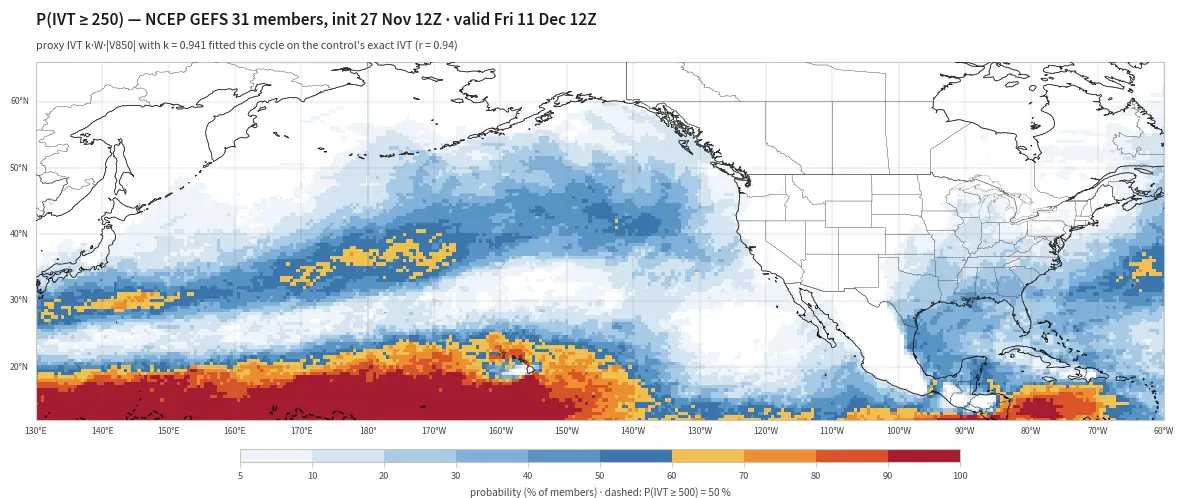 P(IVT ≥ 250) — NCEP GEFS 31 members, init 27 Nov 12Z · valid Fri 11 Dec 12Z
proxy IVT k·W·|V850| with k = 0.941 fitted this cycle on the control's exact IVT (r = 0.94)
60°N
50°N
40°N
30°N
20°N
130°E 140°E 150°E 160°E 170°E 180° 170°W 160°W 150°W 140°W 130°W 120°W 110°W 100°W 90°W 80°W 70°W 60°W
5 10 20 30 40 50 60 70 80 90 100
probability (% of members) · dashed: P(IVT ≥ 500) = 50 %